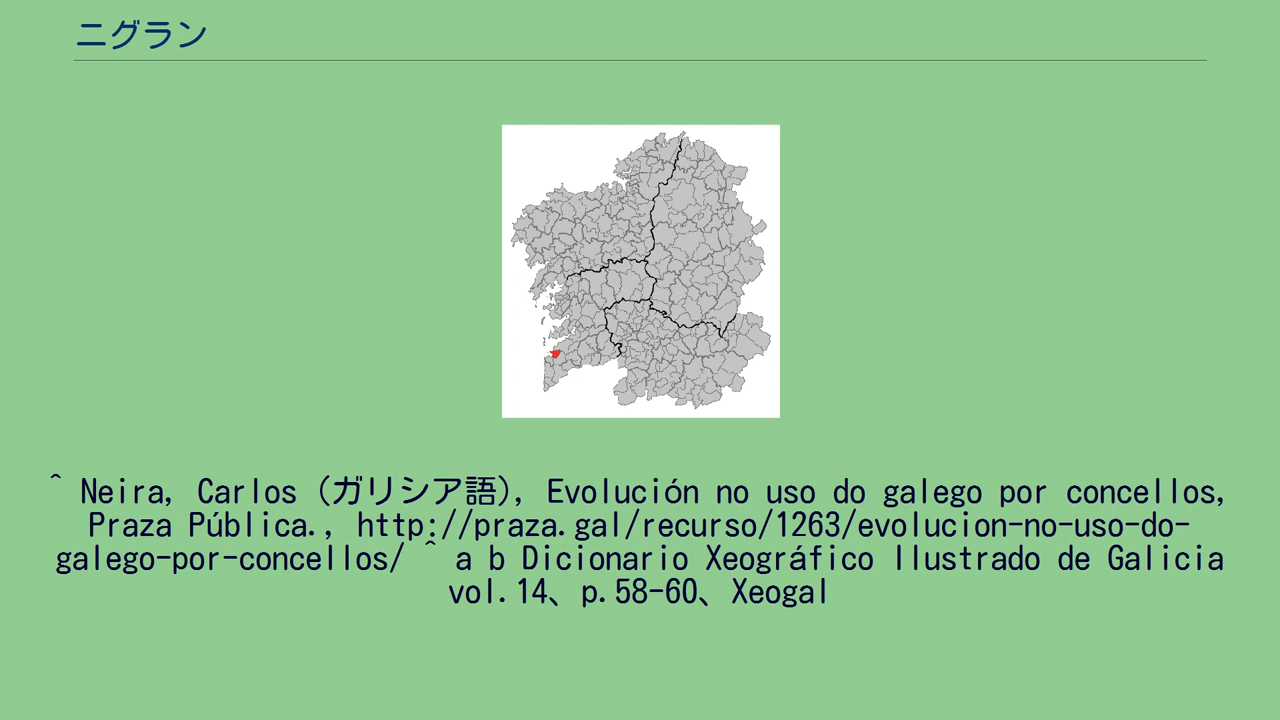 ニグラン
^ Neira, Carlos (ガリシア語), Evolución no uso do galego por concellos,
Praza Pública., http://praza.gal/recurso/1263/evolucion-no-uso-do-
galego-por-concellos/ ^ a b Dicionario Xeográfico Ilustrado de Galicia
vol.14、p.58-60、Xeogal